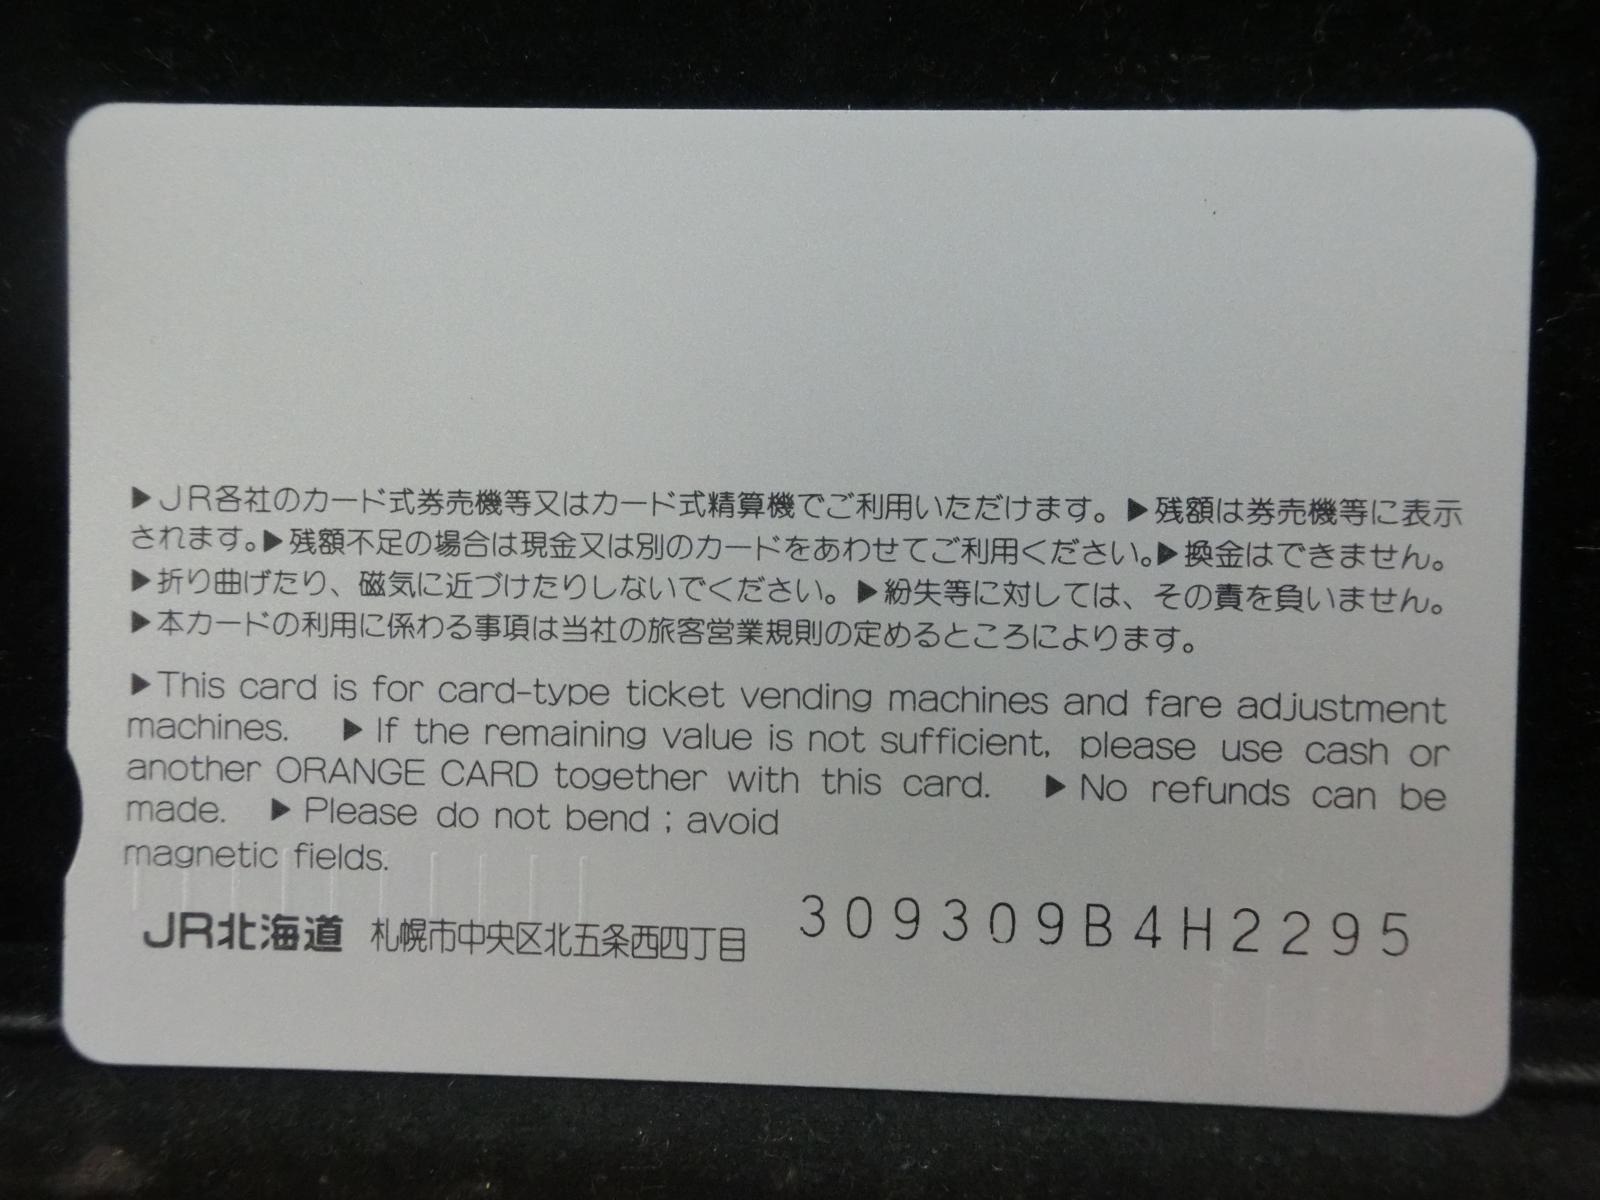 ▶JR各社のカード式券売機等又はカード式精算機でご利用いただけます。▶残額は券売機等に表示
されます。▶残額不足の場合は現金又は別のカードをあわせてご利用ください。▶換金はできません。
▶折り曲げたり、磁気に近づけたりしないでください。▶紛失等に対しては、その責を負いません。
▶本カードの利用に係わる事項は当社の旅客営業規則の定めるところによります。
▶This card is for card-type ticket vending machines and fare adjustment
machines. ▶If the remaining value is not sufficient, please use cash or
another ORANGE CARD together with this card. ▶No refunds can be
made. ▶Please do not bend ; avoid
magnetic fields.
JR北海道 札幌市中央区北五条西四丁目 309309B4H2295